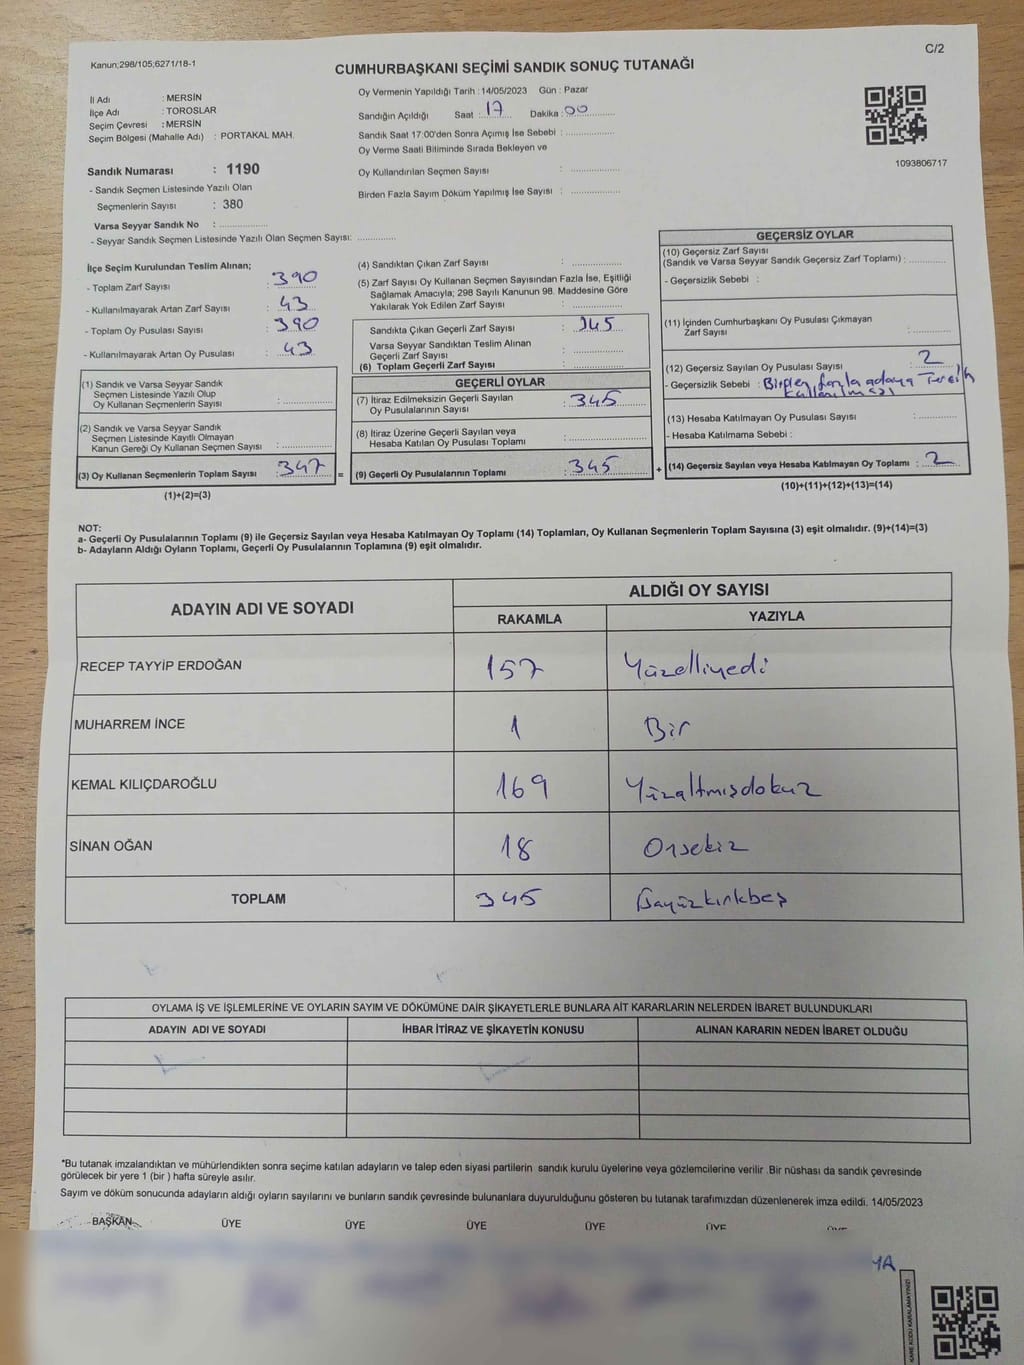 Kanun;298/105;6271/18-1
C/2
CUMHURBAŞKANI SEÇİMİ SANDIK SONUÇ TUTANAĞI
İl Adı : MERSİN
İlçe Adı : TOROSLAR
Seçim Çevresi : MERSİN
Seçim Bölgesi (Mahalle Adı) : PORTAKAL MAH.
Sandık Numarası : 1190
- Sandık Seçmen Listesinde Yazılı Olan
Seçmenlerin Sayısı : 380
Varsa Seyyar Sandık No : ..............
- Seyyar Sandık Seçmen Listesinde Yazılı Olan Seçmen Sayısı: ............
Oy Vermenin Yapıldığı Tarih : 14/05/2023 Gün : Pazar
Sandığın Açıldığı Saat : 17 Dakika : 00
Sandık Saat 17:00'den Sonra Açımış İse Sebebi : ..............
Oy Verme Saati Bitiminde Sırada Bekleyen ve
Oy Kullandırılan Seçmen Sayısı : ..............
Birden Fazla Sayım Döküm Yapılmış İse Sayısı : ..............
1093806717
İlçe Seçim Kurulundan Teslim Alınan;
- Toplam Zarf Sayısı : 390
- Kullanılmayarak Artan Zarf Sayısı : 43
- Toplam Oy Pusulası Sayısı : 390
- Kullanılmayarak Artan Oy Pusulası : 43
(1) Sandık ve Varsa Seyyar Sandık
Seçmen Listesinde Yazılı Olup
Oy Kullanan Seçmenlerin Sayısı : ..............
(2) Sandık ve Varsa Seyyar Sandık
Seçmen Listesinde Kayıtlı Olmayan
Kanun Gereği Oy Kullanan Seçmen Sayısı : ..............
(3) Oy Kullanan Seçmenlerin Toplam Sayısı : 347 =
(1)+(2)=(3)
(4) Sandıktan Çıkan Zarf Sayısı : ..............
(5) Zarf Sayısı Oy Kullanan Seçmen Sayısından Fazla İse, Eşitliği
Sağlamak Amacıyla; 298 Sayılı Kanunun 98. Maddesine Göre
Yakılarak Yok Edilen Zarf Sayısı : ..............
Sandıkta Çıkan Geçerli Zarf Sayısı : 345
Varsa Seyyar Sandıktan Teslim Alınan
Geçerli Zarf Sayısı : ..............
(6) Toplam Geçerli Zarf Sayısı :
GEÇERLİ OYLAR
(7) İtiraz Edilmeksizin Geçerli Sayılan
Oy Pusulalarının Sayısı : 345
(8) İtiraz Üzerine Geçerli Sayılan veya
Hesaba Katılan Oy Pusulası Toplamı : ..............
(9) Geçerli Oy Pusulalarının Toplamı : 345 +
GEÇERSİZ OYLAR
(10) Geçersiz Zarf Sayısı
(Sandık ve Varsa Seyyar Sandık Geçersiz Zarf Toplamı) : ............
- Geçersizlik Sebebi :
(11) İçinden Cumhurbaşkanı Oy Pusulası Çıkmayan
Zarf Sayısı : ............
(12) Geçersiz Sayılan Oy Pusulası Sayısı : 2
- Geçersizlik Sebebi : Birden fazla adaya Tercih
kullanılması
(13) Hesaba Katılmayan Oy Pusulası Sayısı : ............
- Hesaba Katılmama Sebebi :
(14) Geçersiz Sayılan veya Hesaba Katılmayan Oy Toplamı : 2
(10)+(11)+(12)+(13)=(14)
NOT:
a- Geçerli Oy Pusulalarının Toplamı (9) ile Geçersiz Sayılan veya Hesaba Katılmayan Oy Toplamı (14) Toplamları, Oy Kullanan Seçmenlerin Toplam Sayısına (3) eşit olmalıdır. (9)+(14)=(3)
b- Adayların Aldığı Oyların Toplamı, Geçerli Oy Pusulalarının Toplamına (9) eşit olmalıdır.
ADAYIN ADI VE SOYADI
ALDIĞI OY SAYISI
RAKAMLA YAZIYLA
RECEP TAYYİP ERDOĞAN 157 Yüzelliyedi
MUHARREM İNCE 1 Bir
KEMAL KILIÇDAROĞLU 169 Yüzaltmışdokuz
SİNAN OĞAN 18 Onsekiz
TOPLAM 345 Üçyüzkırkbeş
OYLAMA İŞ VE İŞLEMLERİNE VE OYLARIN SAYIM VE DÖKÜMÜNE DAİR ŞİKAYETLERLE BUNLARA AİT KARARLARIN NELERDEN İBARET BULUNDUKLARI
ADAYIN ADI VE SOYADI İHBAR İTİRAZ VE ŞİKAYETİN KONUSU ALINAN KARARIN NEDEN İBARET OLDUĞU
*Bu tutanak imzalandıktan ve mühürlendikten sonra seçime katılan adayların ve talep eden siyasi partilerin sandık kurulu üyelerine veya gözlemcilerine verilir .Bir nüshası da sandık çevresinde
görülecek bir yere 1 (bir ) hafta süreyle asılır.
Sayım ve döküm sonucunda adayların aldığı oyların sayılarını ve bunların sandık çevresinde bulunanlara duyurulduğunu gösteren bu tutanak tarafımızdan düzenlenerek imza edildi. 14/05/2023
BAŞKAN ÜYE ÜYE ÜYE ÜYE ÜYE